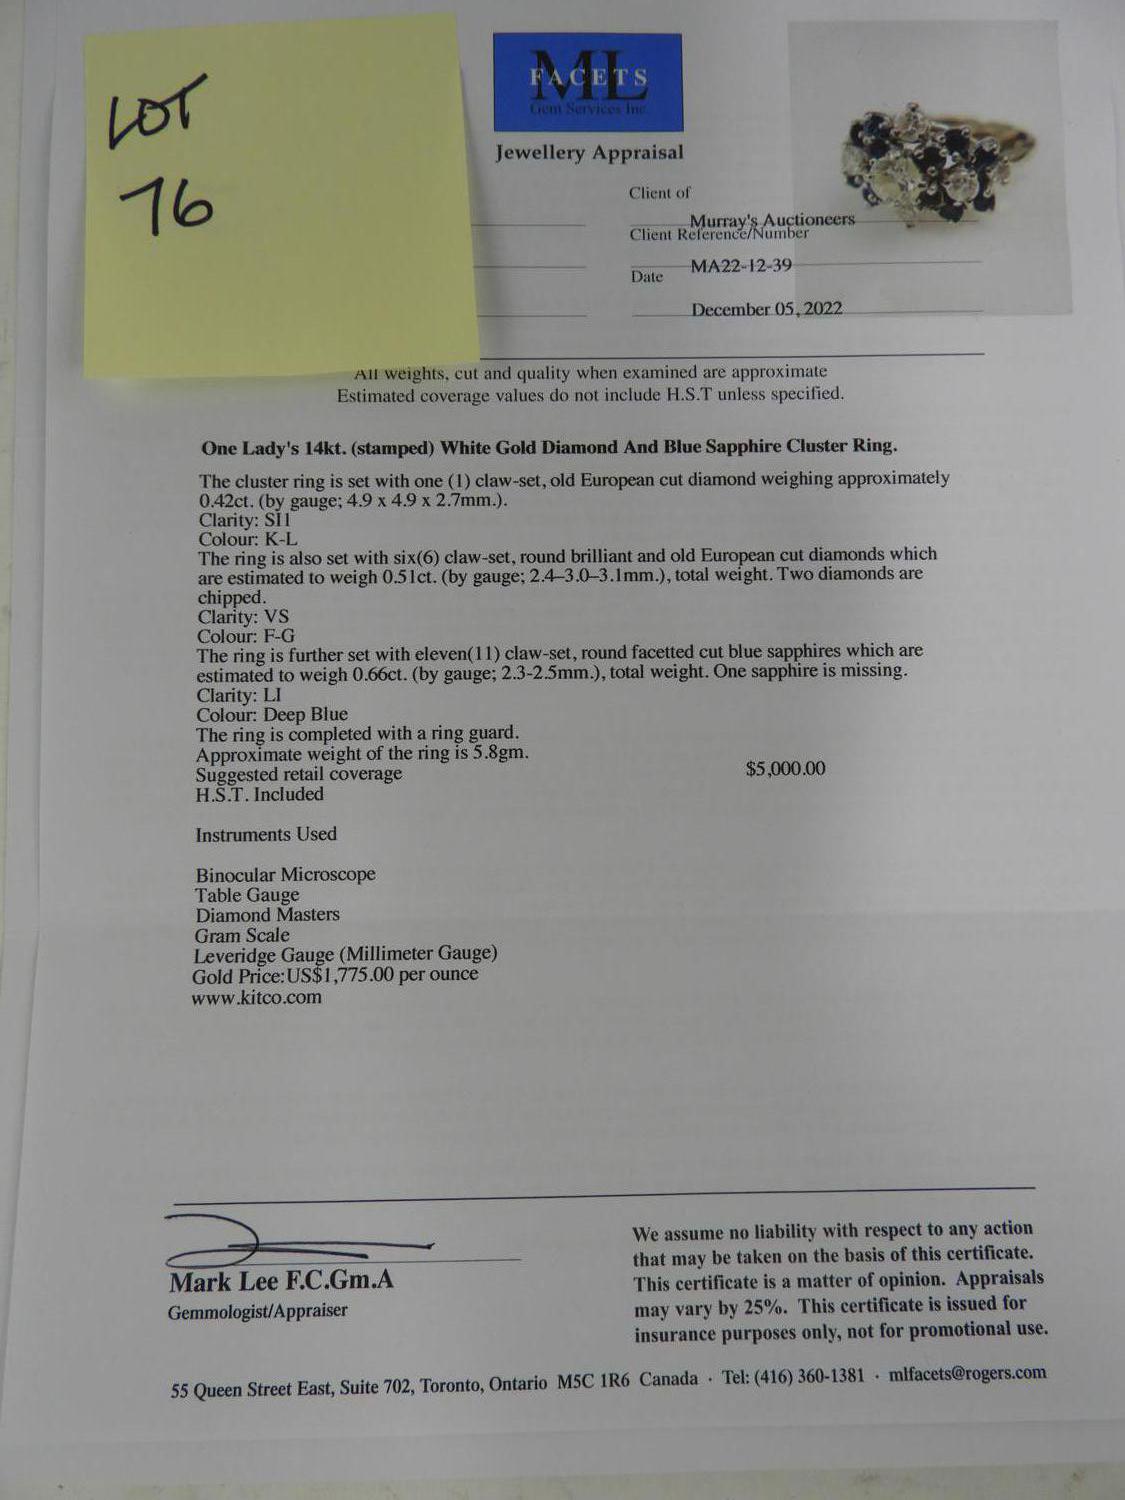 LOT
76
ML
FACETS
Gem Services Inc.
Jewellery Appraisal
Client of
Murray's Auctioneers
Client Reference/Number
MA22-12-39
Date
December 05, 2022
All weights, cut and quality when examined are approximate
Estimated coverage values do not include H.S.T unless specified.
One Lady's 14kt. (stamped) White Gold Diamond And Blue Sapphire Cluster Ring.
The cluster ring is set with one (1) claw-set, old European cut diamond weighing approximately
0.42ct. (by gauge; 4.9 x 4.9 x 2.7mm.).
Clarity: SI1
Colour: K-L
The ring is also set with six(6) claw-set, round brilliant and old European cut diamonds which
are estimated to weigh 0.51ct. (by gauge; 2.4–3.0–3.1mm.), total weight. Two diamonds are
chipped.
Clarity: VS
Colour: F-G
The ring is further set with eleven(11) claw-set, round facetted cut blue sapphires which are
estimated to weigh 0.66ct. (by gauge; 2.3-2.5mm.), total weight. One sapphire is missing.
Clarity: LI
Colour: Deep Blue
The ring is completed with a ring guard.
Approximate weight of the ring is 5.8gm.
Suggested retail coverage $5,000.00
H.S.T. Included
Instruments Used
Binocular Microscope
Table Gauge
Diamond Masters
Gram Scale
Leveridge Gauge (Millimeter Gauge)
Gold Price:US$1,775.00 per ounce
www.kitco.com
Mark Lee F.C.Gm.A
Gemmologist/Appraiser
We assume no liability with respect to any action
that may be taken on the basis of this certificate.
This certificate is a matter of opinion. Appraisals
may vary by 25%. This certificate is issued for
insurance purposes only, not for promotional use.
55 Queen Street East, Suite 702, Toronto, Ontario M5C 1R6 Canada · Tel: (416) 360-1381 · mlfacets@rogers.com